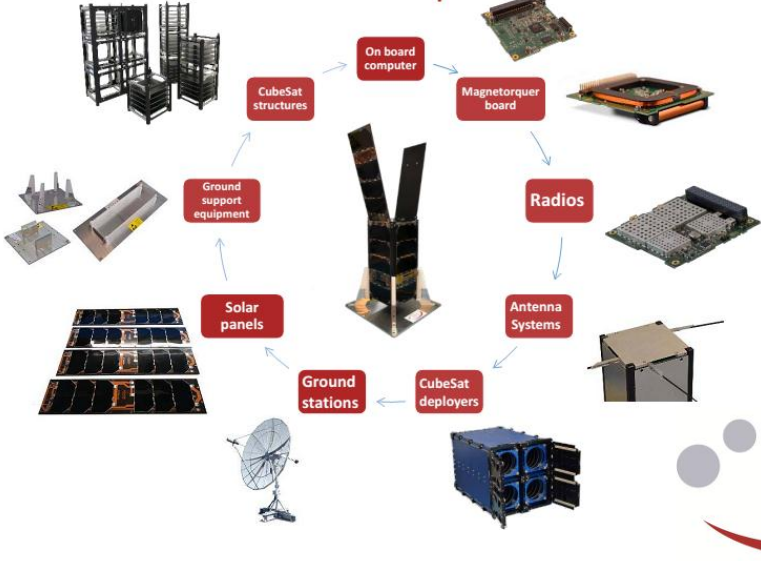 On board
computer
Magnetorquer
board
Radios
Antenna
Systems
CubeSat
deployers
Ground
stations
Solar
panels
Ground
support
equipment
CubeSat
structures